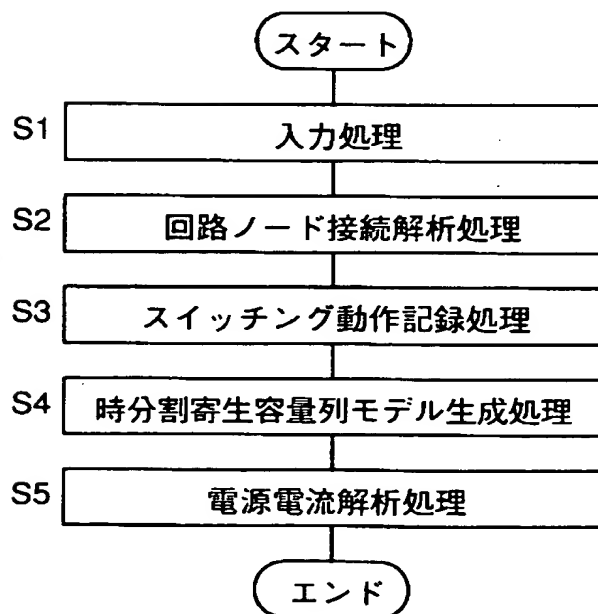 スタート
S1 入力処理
S2 回路ノード接続解析処理
S3 スイッチング動作記録処理
S4 時分割寄生容量列モデル生成処理
S5 電源電流解析処理
エンド